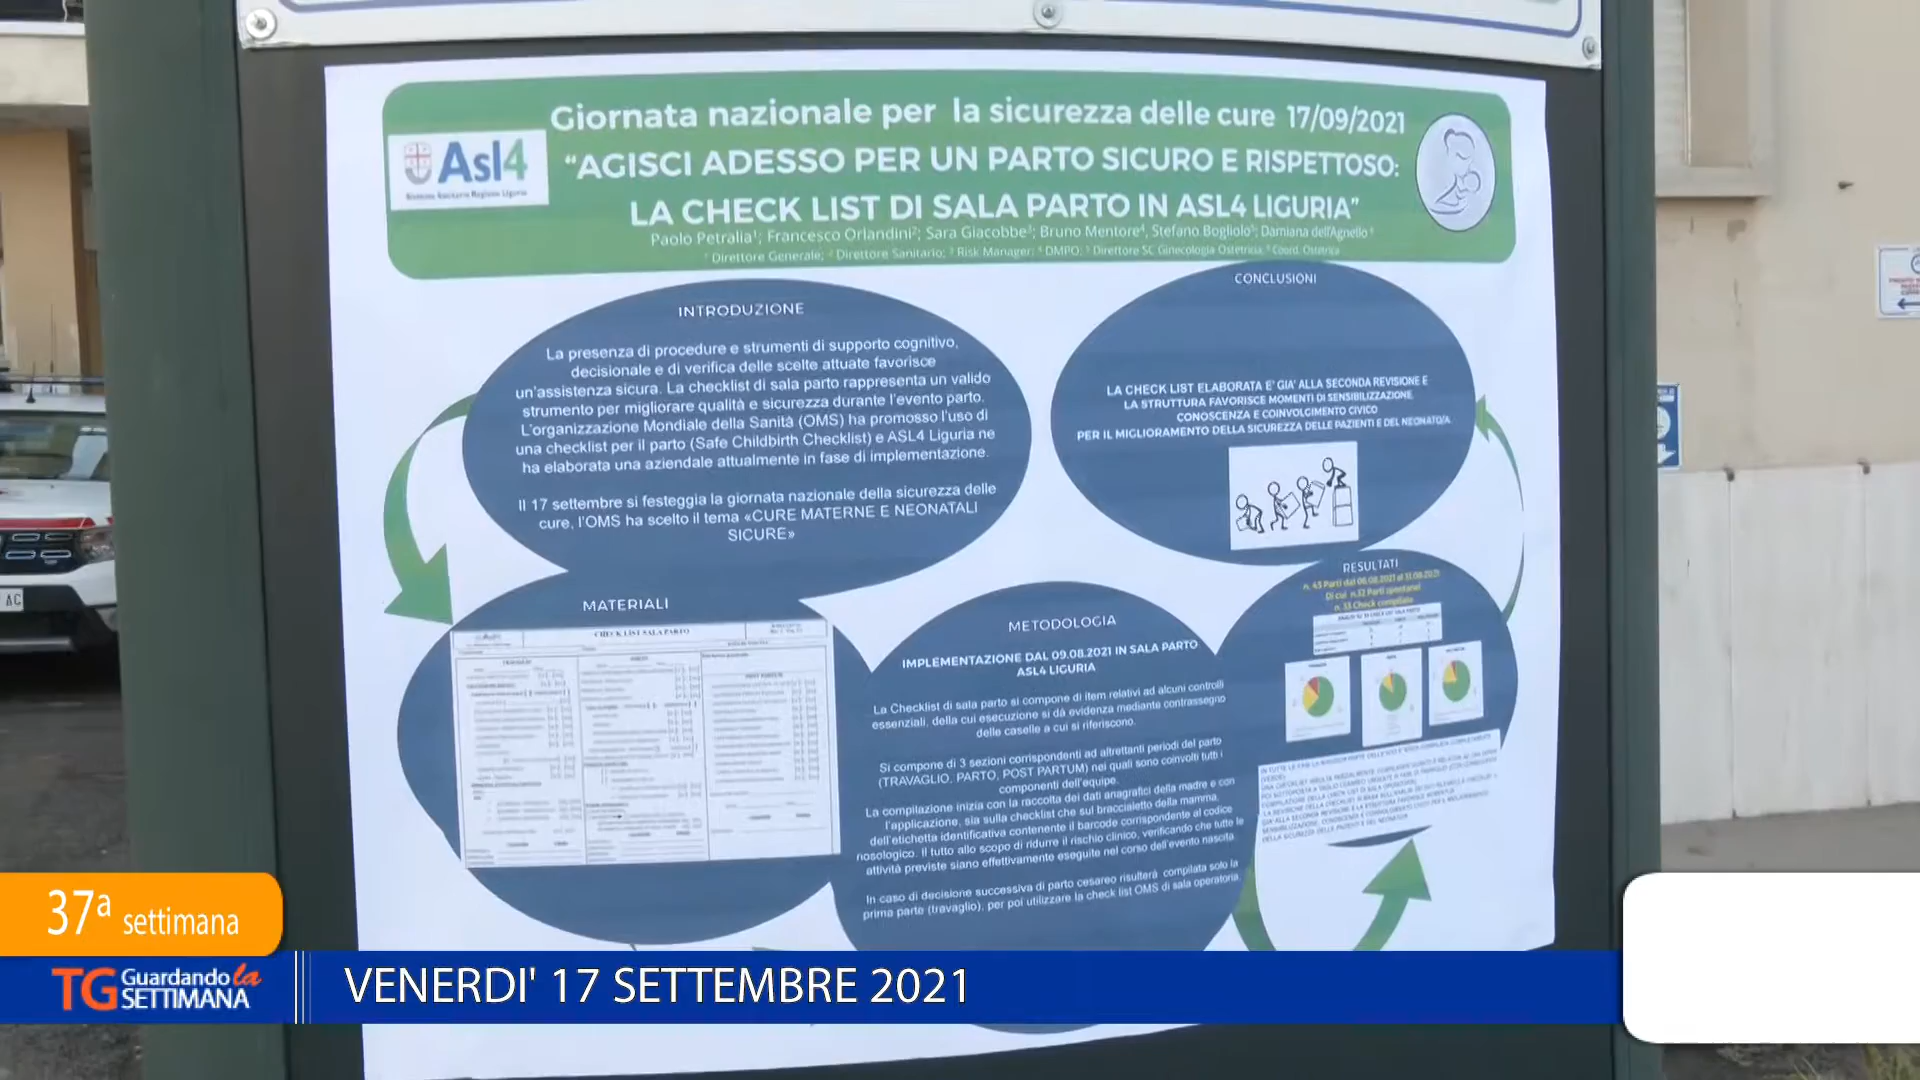 Giornata nazionale per la sicurezza delle cure 17/09/2021
Asl4
Sistema Sanitario Regione Liguria
“AGISCI ADESSO PER UN PARTO SICURO E RISPETTOSO:
LA CHECK LIST DI SALA PARTO IN ASL4 LIGURIA”
Paolo Petralia¹; Francesco Orlandini²; Sara Giacobbe³; Bruno Mentore⁴, Stefano Bogliolo⁵; Damiana dell'Agnello⁶
¹ Direttore Generale; ² Direttore Sanitario; ³ Risk Manager; ⁴ DMPO; ⁵ Direttore SC Ginecologia Ostetricia; ⁶ Coord. Ostetrica
INTRODUZIONE
La presenza di procedure e strumenti di supporto cognitivo,
decisionale e di verifica delle scelte attuate favorisce
un'assistenza sicura. La checklist di sala parto rappresenta un valido
strumento per migliorare qualità e sicurezza durante l'evento parto.
L'organizzazione Mondiale della Sanità (OMS) ha promosso l'uso di
una checklist per il parto (Safe Childbirth Checklist) e ASL4 Liguria ne
ha elaborata una aziendale attualmente in fase di implementazione.
Il 17 settembre si festeggia la giornata nazionale della sicurezza delle
cure, l'OMS ha scelto il tema «CURE MATERNE E NEONATALI
SICURE»
CONCLUSIONI
LA CHECK LIST ELABORATA E' GIA' ALLA SECONDA REVISIONE E
LA STRUTTURA FAVORISCE MOMENTI DI SENSIBILIZZAZIONE,
CONOSCENZA E COINVOLGIMENTO CIVICO
PER IL MIGLIORAMENTO DELLA SICUREZZA DELLE PAZIENTI E DEL NEONATO/A.
MATERIALI
CHECK LIST SALA PARTO
METODOLOGIA
IMPLEMENTAZIONE DAL 09.08.2021 IN SALA PARTO
ASL4 LIGURIA
La Checklist di sala parto si compone di item relativi ad alcuni controlli
essenziali, della cui esecuzione si dà evidenza mediante contrassegno
delle caselle a cui si riferiscono.
Si compone di 3 sezioni corrispondenti ad altrettanti periodi del parto
(TRAVAGLIO, PARTO, POST PARTUM) nei quali sono coinvolti tutti i
componenti dell'equipe.
La compilazione inizia con la raccolta dei dati anagrafici della madre e con
l'applicazione, sia sulla checklist che sul braccialetto della mamma,
dell'etichetta identificativa contenente il barcode corrispondente al codice
nosologico. Il tutto allo scopo di ridurre il rischio clinico, verificando che tutte le
attività previste siano effettivamente eseguite nel corso dell'evento nascita.
In caso di decisione successiva di parto cesareo risulterà compilata solo la
prima parte (travaglio), per poi utilizzare la check list OMS di sala operatoria.
RESULTATI
Di cui n.33 Parti spontanei
n. 33 Check compilate
37ª settimana
TG Guardando la SETTIMANA
VENERDI' 17 SETTEMBRE 2021